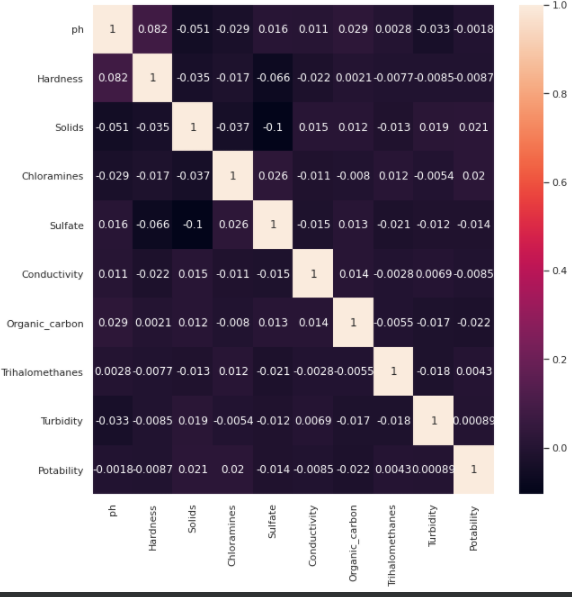 1.0
ph 1 0.082 -0.051 -0.029 0.016 0.011 0.029 0.0028 -0.033 -0.0018
Hardness 0.082 1 -0.035 -0.017 -0.066 -0.022 0.0021 -0.0077 -0.0085 -0.0087
0.8
Solids -0.051 -0.035 1 -0.037 -0.1 0.015 0.012 -0.013 0.019 0.021
Chloramines -0.029 -0.017 -0.037 1 0.026 -0.011 -0.008 0.012 -0.0054 0.02
0.6
Sulfate 0.016 -0.066 -0.1 0.026 1 -0.015 0.013 -0.021 -0.012 -0.014
Conductivity 0.011 -0.022 0.015 -0.011 -0.015 1 0.014 -0.0028 0.0069 -0.0085
0.4
Organic_carbon 0.029 0.0021 0.012 -0.008 0.013 0.014 1 -0.0055 -0.017 -0.022
0.2
Trihalomethanes 0.0028 -0.0077 -0.013 0.012 -0.021 -0.0028 -0.0055 1 -0.018 0.0043
Turbidity -0.033 -0.0085 0.019 -0.0054 -0.012 0.0069 -0.017 -0.018 1 0.00089
0.0
Potability -0.0018 -0.0087 0.021 0.02 -0.014 -0.0085 -0.022 0.0043 0.00089 1
ph
Hardness
Solids
Chloramines
Sulfate
Conductivity
Organic_carbon
Trihalomethanes
Turbidity
Potability